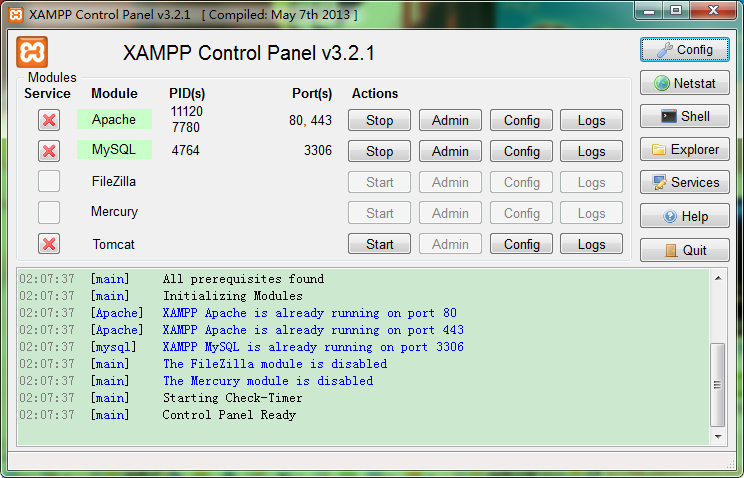 XAMPP Control Panel v3.2.1 [ Compiled: May 7th 2013 ]
XAMPP Control Panel v3.2.1
Config
Modules
Service Module PID(s) Port(s) Actions
Netstat
Apache 11120 7780 80, 443 Stop Admin Config Logs
Shell
MySQL 4764 3306 Stop Admin Config Logs
Explorer
FileZilla Start Admin Config Logs
Services
Mercury Start Admin Config Logs
Help
Tomcat Start Admin Config Logs
Quit
02:07:37 [main] All prerequisites found
02:07:37 [main] Initializing Modules
02:07:37 [Apache] XAMPP Apache is already running on port 80
02:07:37 [Apache] XAMPP Apache is already running on port 443
02:07:37 [mysql] XAMPP MySQL is already running on port 3306
02:07:37 [main] The FileZilla module is disabled
02:07:37 [main] The Mercury module is disabled
02:07:37 [main] Starting Check-Timer
02:07:37 [main] Control Panel Ready